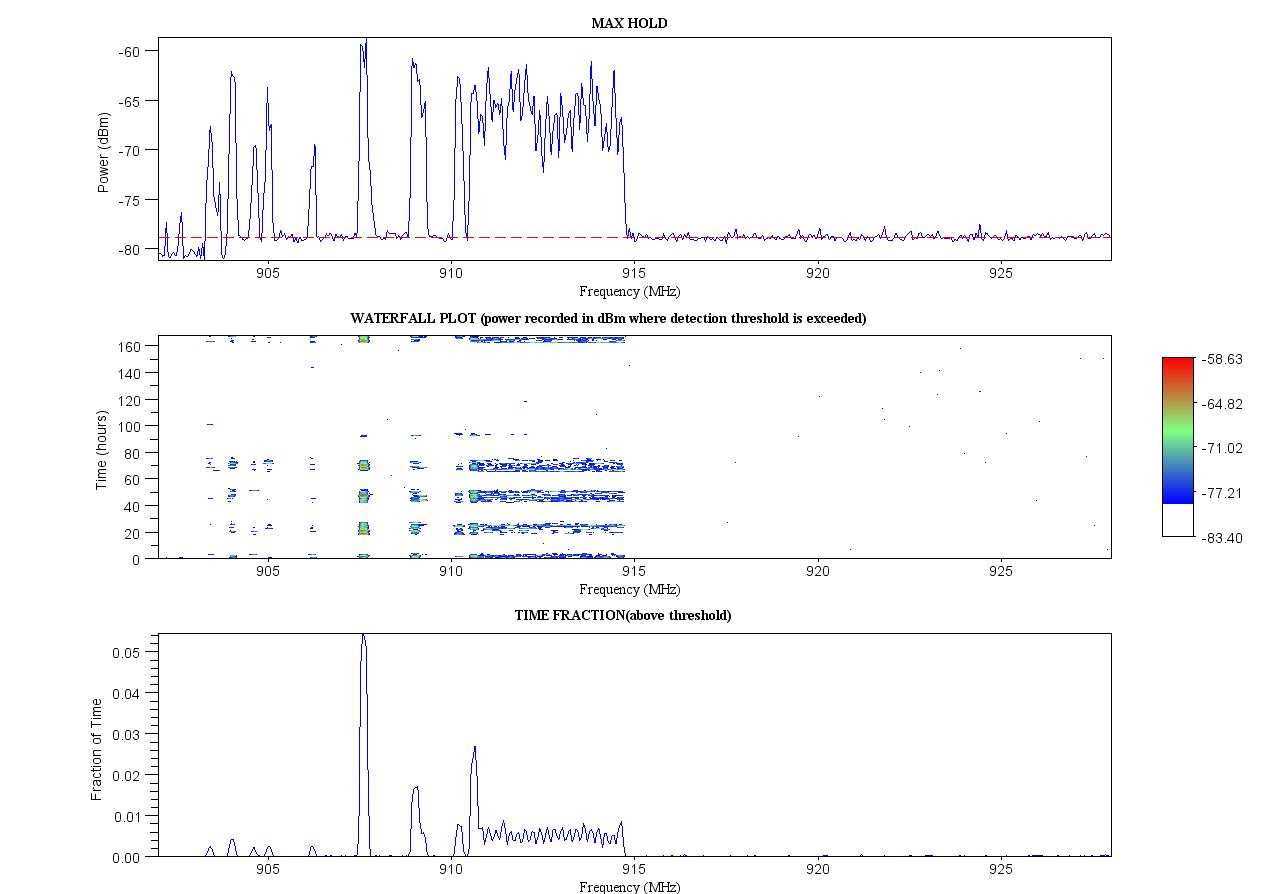 MAX HOLD
-60
-65
-70
-75
-80
Power (dBm)
905 910 915 920 925
Frequency (MHz)
WATERFALL PLOT (power recorded in dBm where detection threshold is exceeded)
160
140
120
100
80
60
40
20
0
Time (hours)
905 910 915 920 925
Frequency (MHz)
-58.63
-64.82
-71.02
-77.21
-83.40
TIME FRACTION(above threshold)
0.05
0.04
0.03
0.02
0.01
0.00
Fraction of Time
905 910 915 920 925
Frequency (MHz)